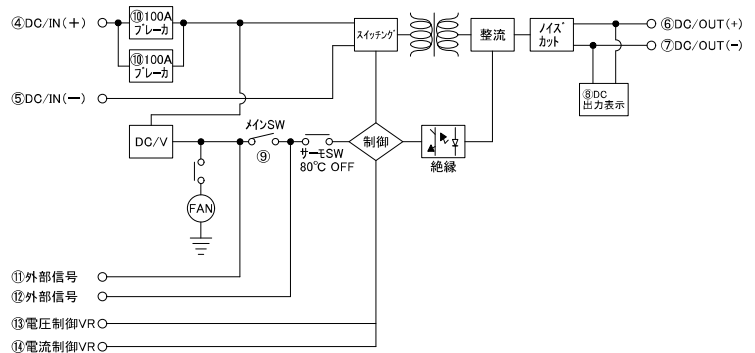 ④DC/IN(+)
⑩100A
ブレーカ
⑩100A
ブレーカ
スイッチング
整流
ノイズ
カット
⑥DC/OUT(+)
⑦DC/OUT(-)
⑧DC
出力表示
⑤DC/IN(-)
DC/V
メインSW
⑨
サーモSW
80℃ OFF
制御
絶縁
FAN
⑪外部信号
⑫外部信号
⑬電圧制御VR
⑭電流制御VR